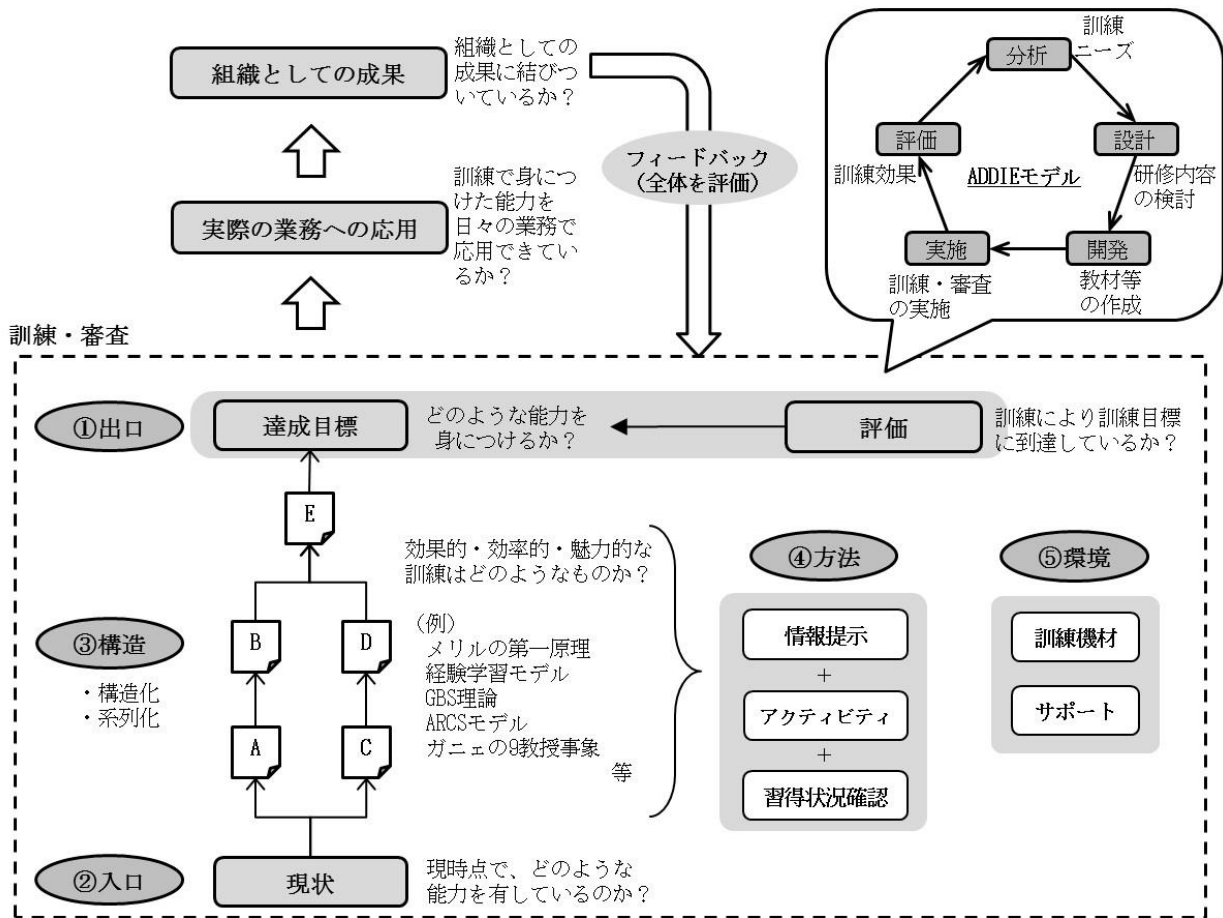 組織としての成果
組織としての
成果に結びつ
いているか？
フィードバック
（全体を評価）
実際の業務への応用
訓練で身につ
けた能力を
日々の業務で
応用できてい
るか？
分析
訓練
ニーズ
設計
研修内容
の検討
開発
教材等
の作成
実施
訓練・審査
の実施
評価
訓練効果
ADDIEモデル
訓練・審査
①出口
達成目標
どのような能力を
身につけるか？
評価
訓練により訓練目標
に到達しているか？
E
B
D
A
C
③構造
・構造化
・系列化
効果的・効率的・魅力的な
訓練はどのようなものか？
（例）
メリルの第一原理
経験学習モデル
GBS理論
ARCSモデル
ガニェの9教授事象
等
④方法
情報提示
+
アクティビティ
+
習得状況確認
⑤環境
訓練機材
サポート
②入口
現状
現時点で、どのような
能力を有しているのか？